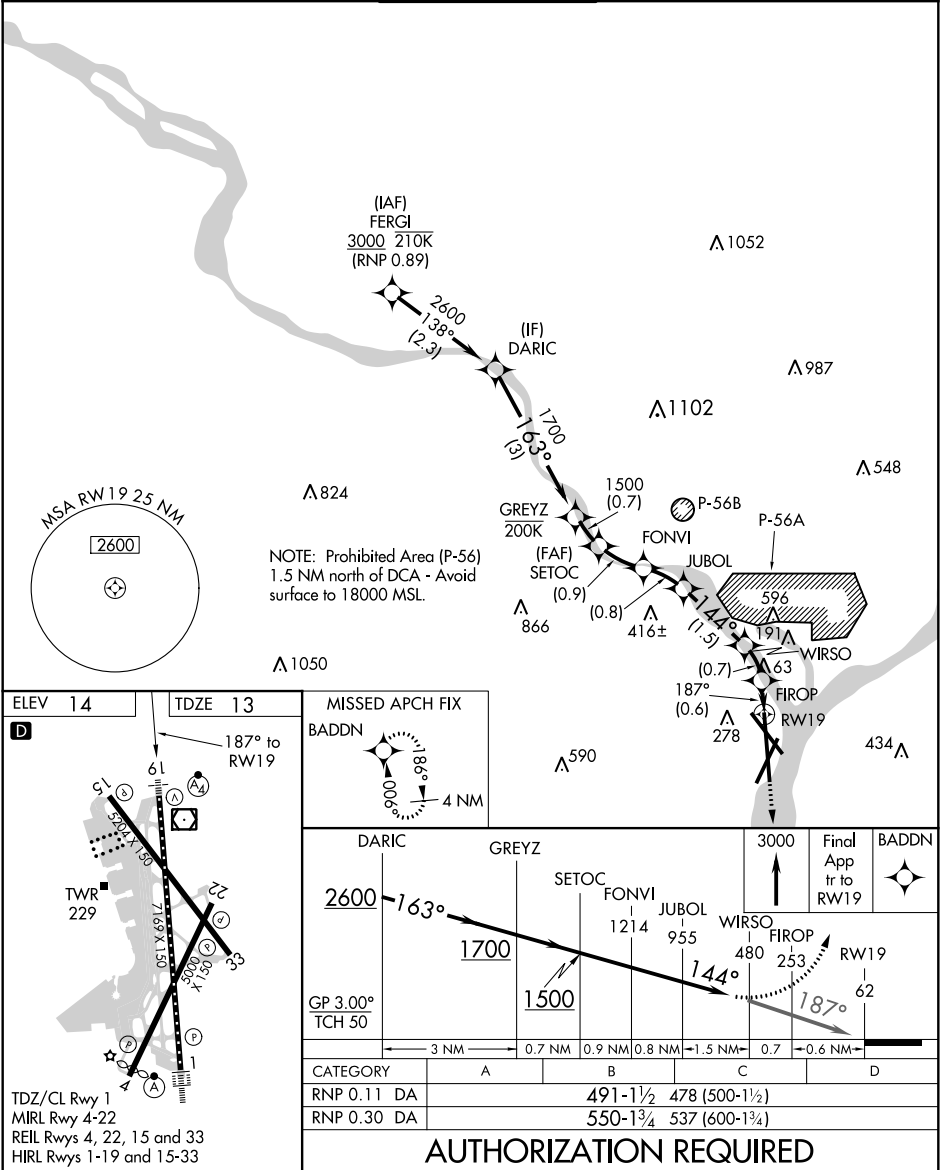 (IAF)
FERGI
3000 210K
(RNP 0.89)
2600
138°
(2.3)
(IF)
DARIC
1052
987
1102
548
1700
163°
(3)
824
MSA RW 19 25 NM
2600
NOTE: Prohibited Area (P-56)
1.5 NM north of DCA - Avoid
surface to 18000 MSL.
GREYZ
200K
1500
(0.7)
P-56B
P-56A
(FAF)
SETOC
FONVI
JUBOL
(0.9)
(0.8)
144°
(1.5)
596
191
866
416±
WIRSO
(0.7)
63
187°
(0.6)
FIROP
RW19
278
1050
590
434
ELEV 14
TDZE 13
D
187° to
RW19
19
A4
V
15
P
5204 X 150
TWR
229
7169 X 150
22
P
P
5000
X 150
33
P
P
4
A
1
TDZ/CL Rwy 1
MIRL Rwy 4-22
REIL Rwys 4, 22, 15 and 33
HIRL Rwys 1-19 and 15-33
MISSED APCH FIX
BADDN
186°
006°
4 NM
DARIC
GREYZ
SETOC
FONVI
1214
JUBOL
955
WIRSO
480
FIROP
253
RW19
62
3000
Final
App
tr to
RW19
BADDN
2600
163°
1700
1500
144°
187°
GP 3.00°
TCH 50
3 NM 0.7 NM 0.9 NM 0.8 NM 1.5 NM 0.7 0.6 NM
CATEGORY A B C D
RNP 0.11 DA 491-1½ 478 (500-1½)
RNP 0.30 DA 550-1¾ 537 (600-1¾)
AUTHORIZATION REQUIRED